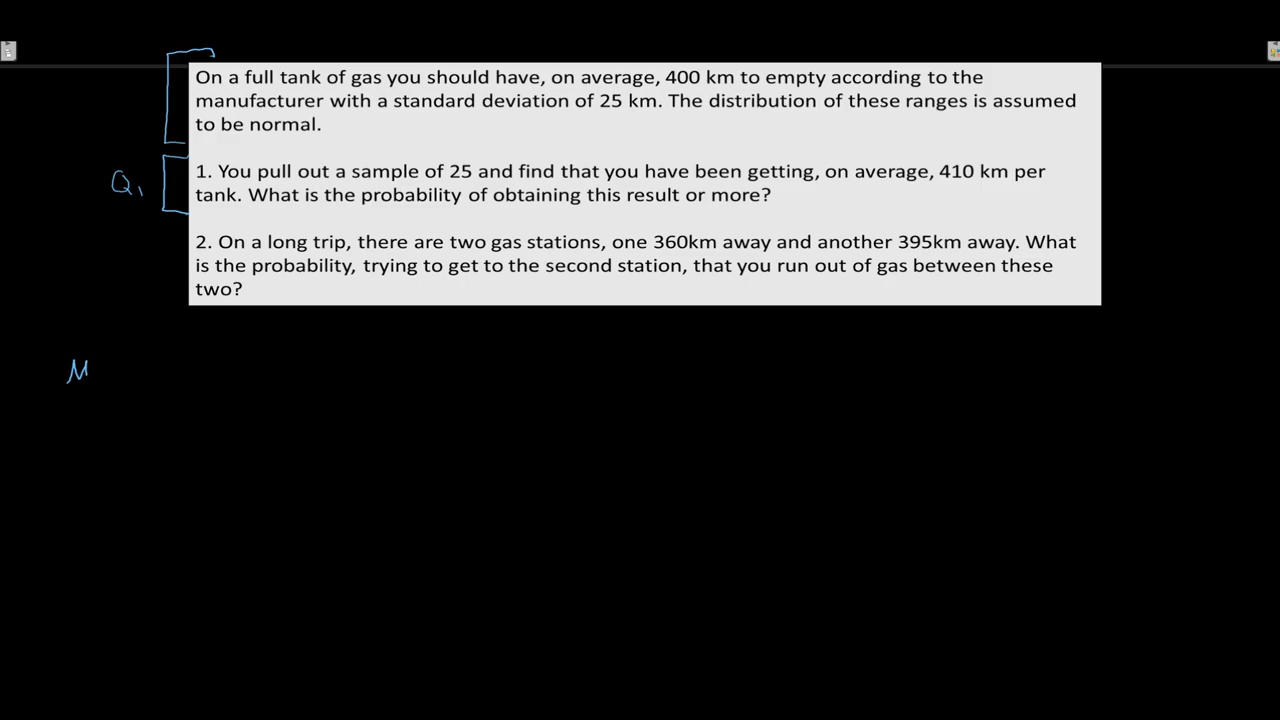 On a full tank of gas you should have, on average, 400 km to empty according to the
manufacturer with a standard deviation of 25 km. The distribution of these ranges is assumed
to be normal.
Q₁
1. You pull out a sample of 25 and find that you have been getting, on average, 410 km per
tank. What is the probability of obtaining this result or more?
2. On a long trip, there are two gas stations, one 360km away and another 395km away. What
is the probability, trying to get to the second station, that you run out of gas between these
two?
μ